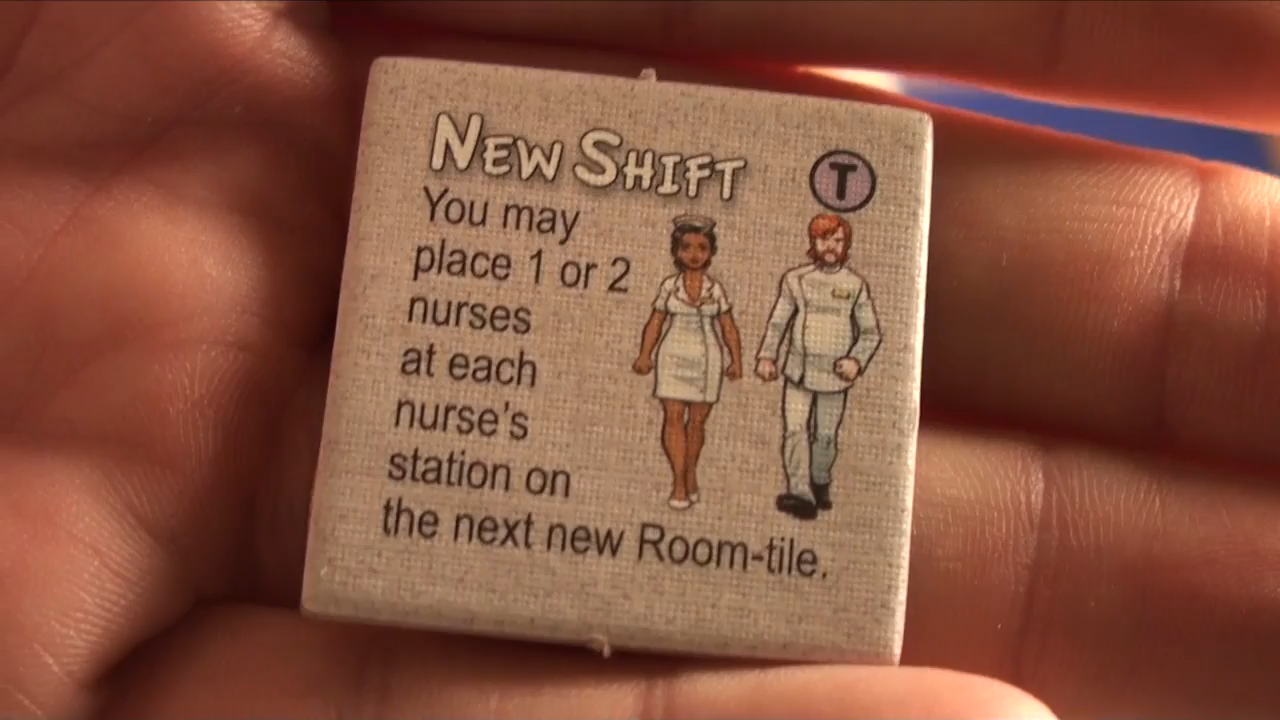 NEW SHIFT
T
You may
place 1 or 2
nurses
at each
nurse's
station on
the next new Room-tile.